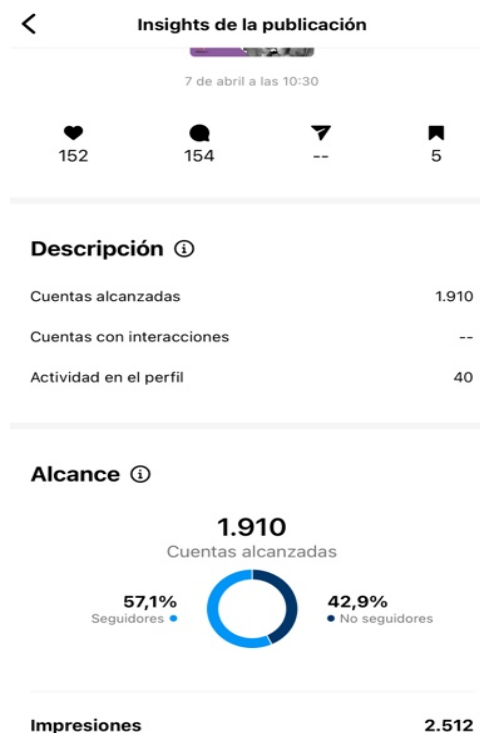 Insights de la publicación
7 de abril a las 10:30
152 154 -- 5
Descripción
Cuentas alcanzadas 1.910
Cuentas con interacciones --
Actividad en el perfil 40
Alcance
1.910
Cuentas alcanzadas
57,1% 42,9%
Seguidores No seguidores
Impresiones 2.512